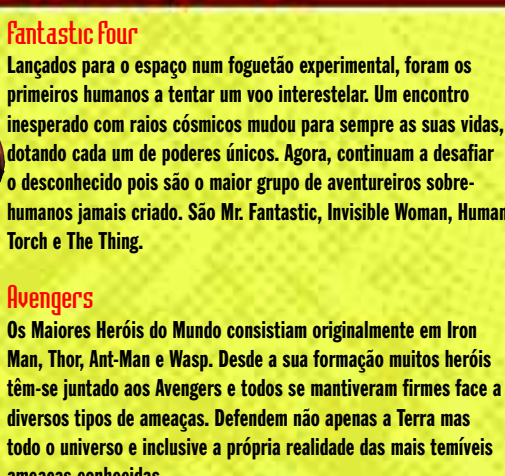 Fantastic Four
Lançados para o espaço num foguetão experimental, foram os
primeiros humanos a tentar um voo interestelar. Um encontro
inesperado com raios cósmicos mudou para sempre as suas vidas,
dotando cada um de poderes únicos. Agora, continuam a desafiar
o desconhecido pois são o maior grupo de aventureiros sobre-
humanos jamais criado. São Mr. Fantastic, Invisible Woman, Human
Torch e The Thing.
Avengers
Os Maiores Heróis do Mundo consistiam originalmente em Iron
Man, Thor, Ant-Man e Wasp. Desde a sua formação muitos heróis
têm-se juntado aos Avengers e todos se mantiveram firmes face a
diversos tipos de ameaças. Defendem não apenas a Terra mas
todo o universo e inclusive a própria realidade das mais temíveis
ameaças conhecidas.